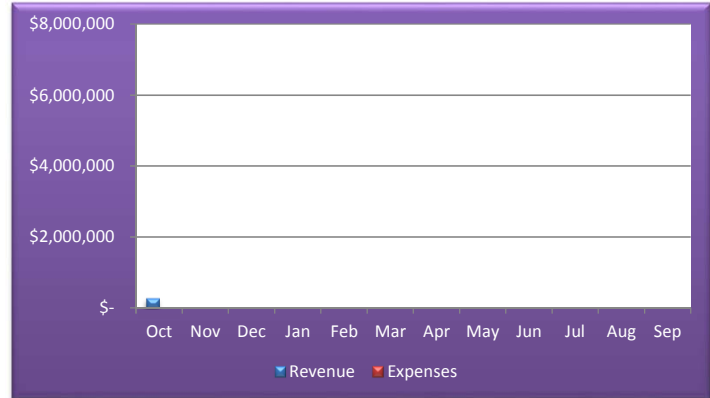 $8,000,000
$6,000,000
$4,000,000
$2,000,000
$-
Oct Nov Dec Jan Feb Mar Apr May Jun Jul Aug Sep
Revenue Expenses